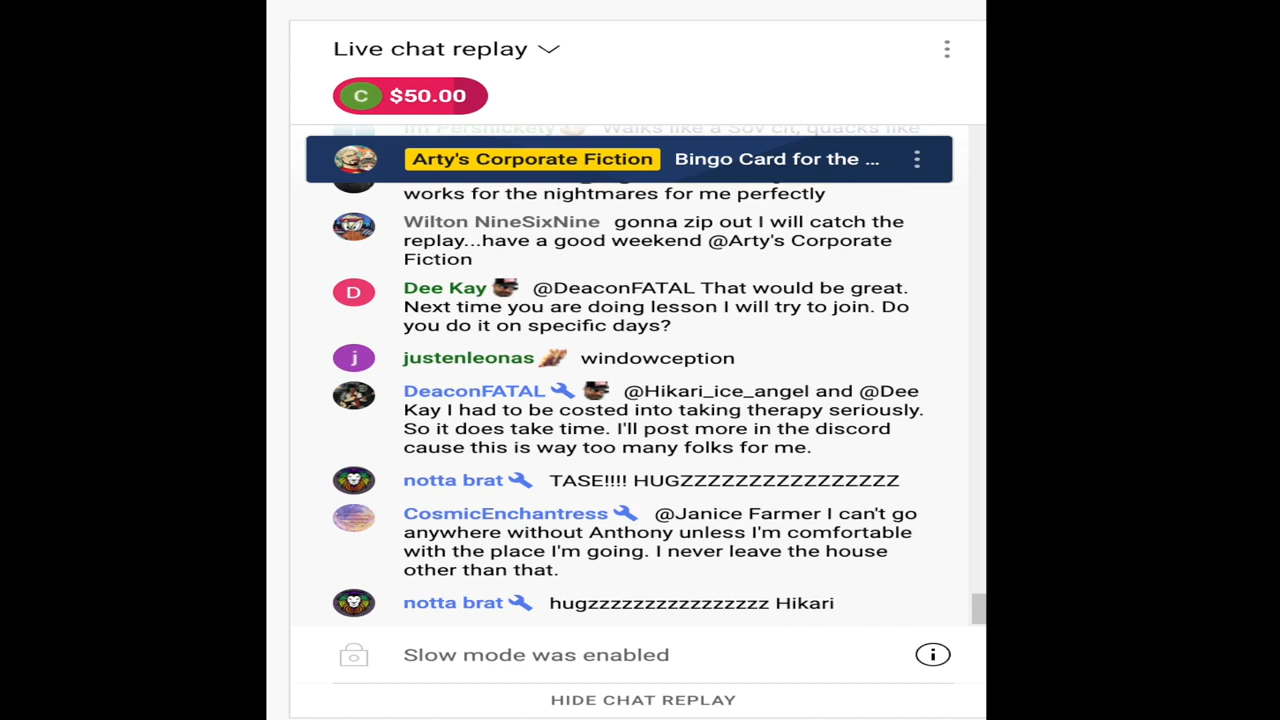 Live chat replay
C $50.00
Im Pershnickety Walks like a Sov cit, quacks like
Arty's Corporate Fiction Bingo Card for the ...
works for the nightmares for me perfectly
Wilton NineSixNine gonna zip out I will catch the
replay...have a good weekend @Arty's Corporate
Fiction
D Dee Kay @DeaconFATAL That would be great.
Next time you are doing lesson I will try to join. Do
you do it on specific days?
j justenleonas windowception
DeaconFATAL @Hikari_ice_angel and @Dee
Kay I had to be costed into taking therapy seriously.
So it does take time. I'll post more in the discord
cause this is way too many folks for me.
notta brat TASE!!!! HUGZZZZZZZZZZZZZZZZZ
CosmicEnchantress @Janice Farmer I can't go
anywhere without Anthony unless I'm comfortable
with the place I'm going. I never leave the house
other than that.
notta brat hugzzzzzzzzzzzzzzzz Hikari
Slow mode was enabled
HIDE CHAT REPLAY